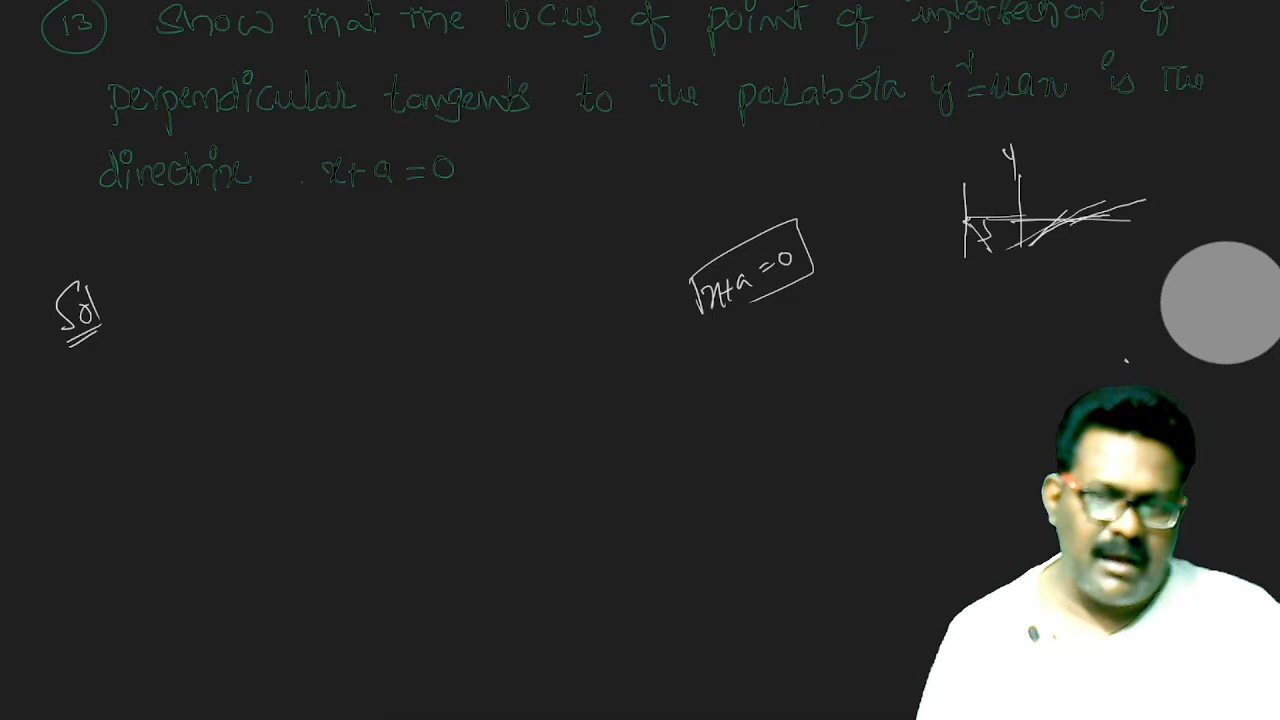 13 Show that the locus of point of intersection of
perpendicular tangents to the parabola y²=4ax is the
directrix x+a=0
y
x+a=0
Sol